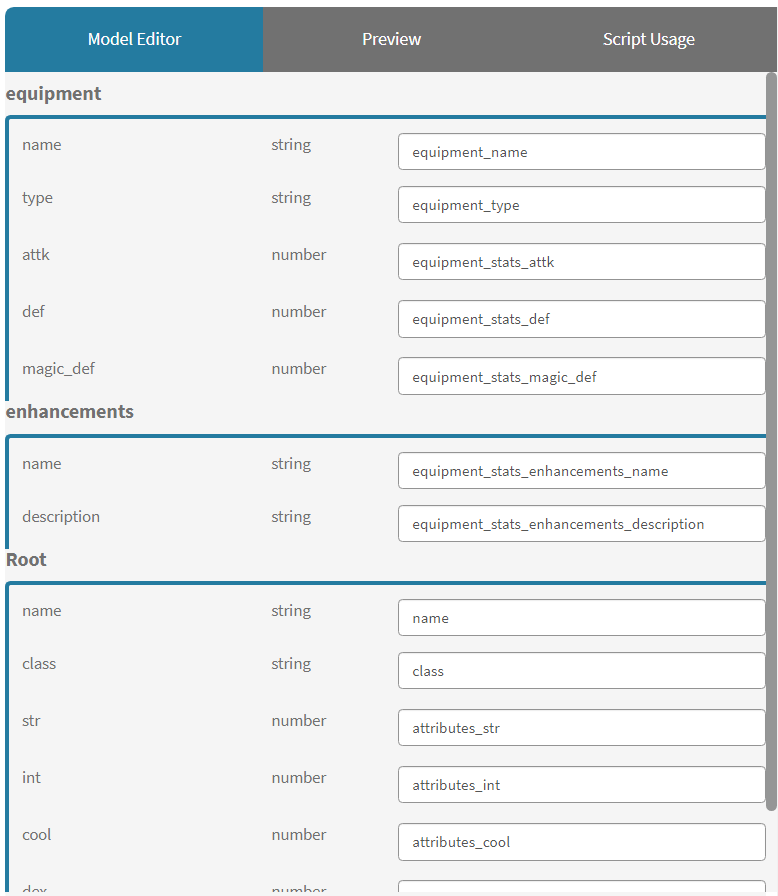 Model Editor Preview Script Usage
equipment
name string equipment_name
type string equipment_type
attk number equipment_stats_attk
def number equipment_stats_def
magic_def number equipment_stats_magic_def
enhancements
name string equipment_stats_enhancements_name
description string equipment_stats_enhancements_description
Root
name string name
class string class
str number attributes_str
int number attributes_int
cool number attributes_cool
dex number